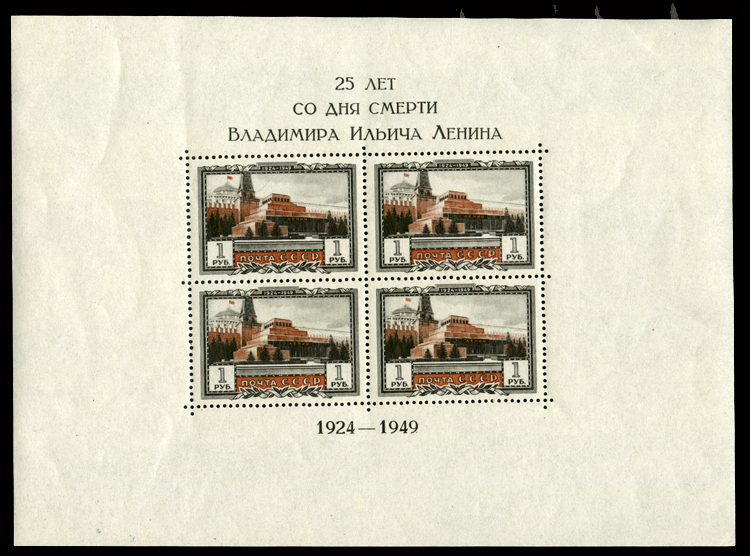 25 ЛЕТ
СО ДНЯ СМЕРТИ
ВЛАДИМИРА ИЛЬИЧА ЛЕНИНА
1924–1949
1924–1949
1 РУБ.
ПОЧТА СССР
1 РУБ.
1 РУБ.
ПОЧТА СССР
1 РУБ.
1924–1949
1924–1949
1 РУБ.
ПОЧТА СССР
1 РУБ.
1 РУБ.
ПОЧТА СССР
1 РУБ.
1924—1949